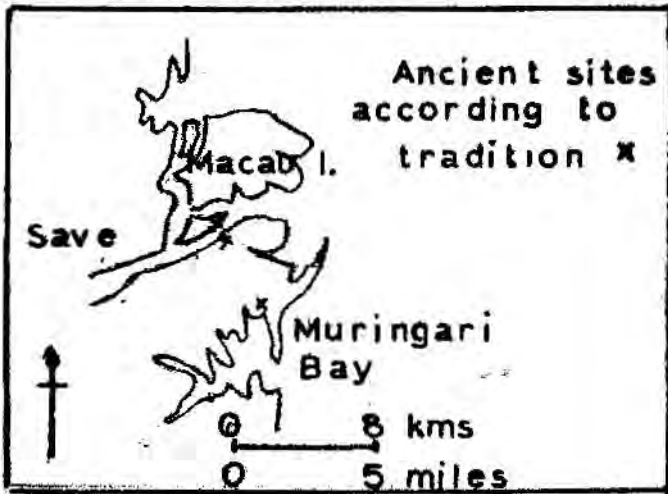 Ancient sites
according to
tradition x
Macau I.
Save
Muringari
Bay
0 8 kms
0 5 miles